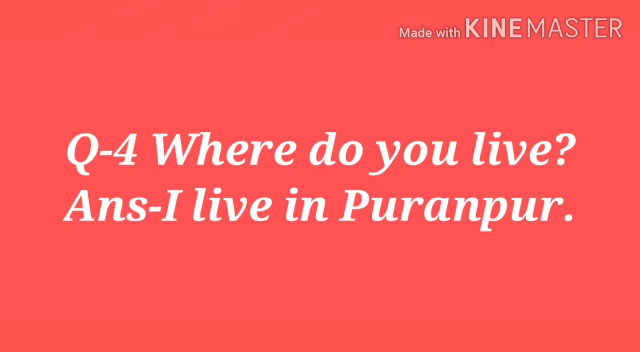 Made with KINEMASTER
Q-4 Where do you live?
Ans-I live in Puranpur.